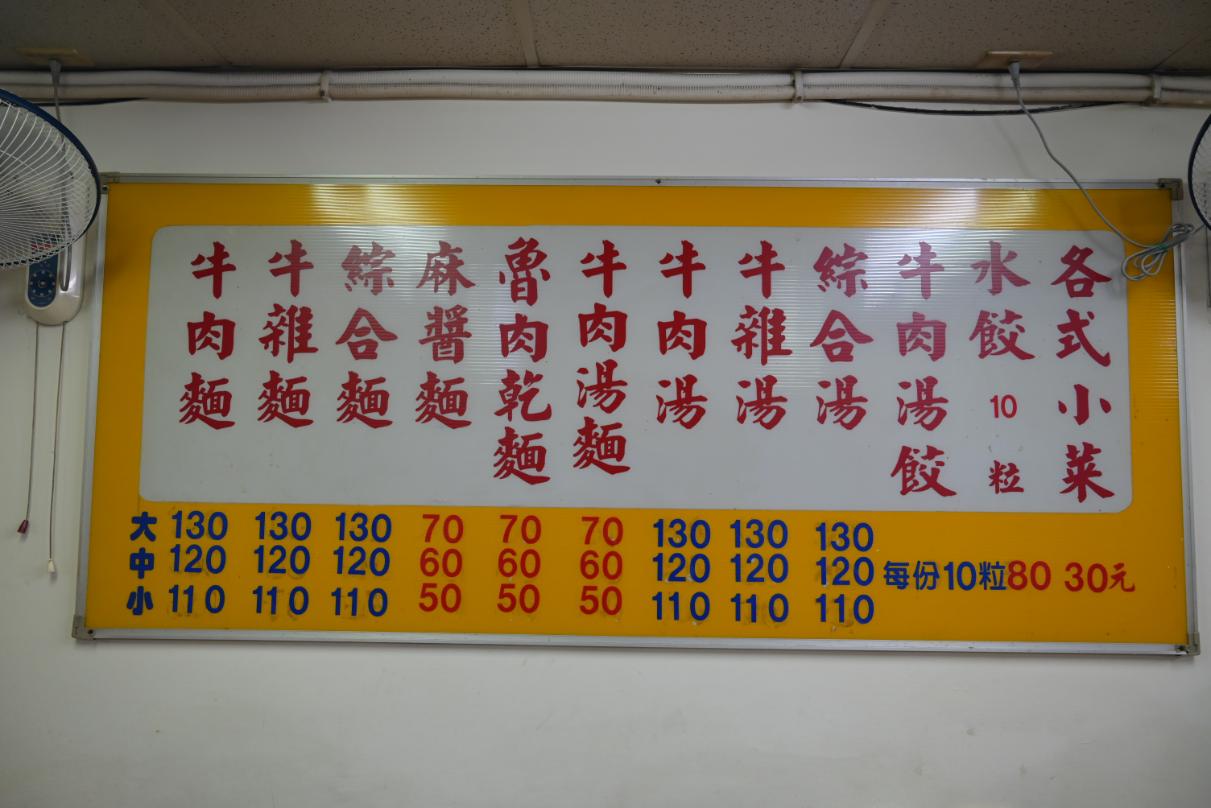 牛肉麵
牛雜麵
綜合麵
麻醬麵
魯肉乾麵
牛肉湯麵
牛肉湯
牛雜湯
綜合湯
牛肉湯餃
水餃10粒
各式小菜
大 130 130 130 70 70 70 130 130 130
中 120 120 120 60 60 60 120 120 120 每份10粒80 30元
小 110 110 110 50 50 50 110 110 110